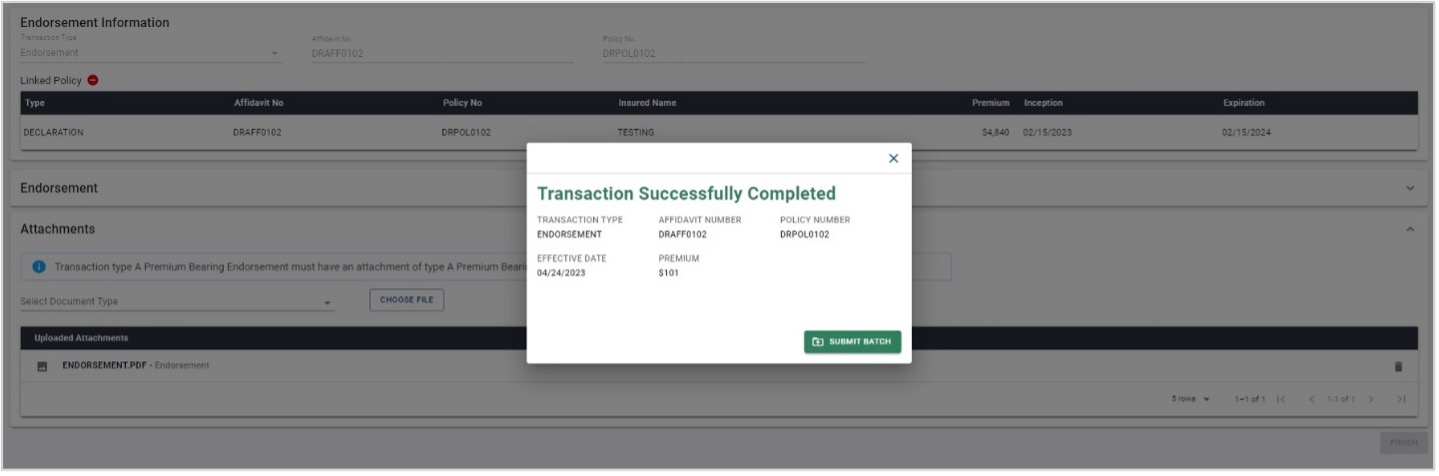 Endorsement Information
Transaction Type
Endorsement
Affidavit No.
DRAFF0102
Policy No.
DRPOL0102
Linked Policy
Type Affidavit No Policy No Insured Name Premium Inception Expiration
DECLARATION DRAFF0102 DRPOL0102 TESTING $4,840 02/15/2023 02/15/2024
Endorsement
Attachments
Transaction type A Premium Bearing Endorsement must have an attachment of type A Premium Beari
Select Document Type
CHOOSE FILE
Uploaded Attachments
ENDORSEMENT.PDF - Endorsement
5 rows 1-1 of 1 1-1 of 1
FINISH
Transaction Successfully Completed
TRANSACTION TYPE AFFIDAVIT NUMBER POLICY NUMBER
ENDORSEMENT DRAFF0102 DRPOL0102
EFFECTIVE DATE PREMIUM
04/24/2023 $101
SUBMIT BATCH